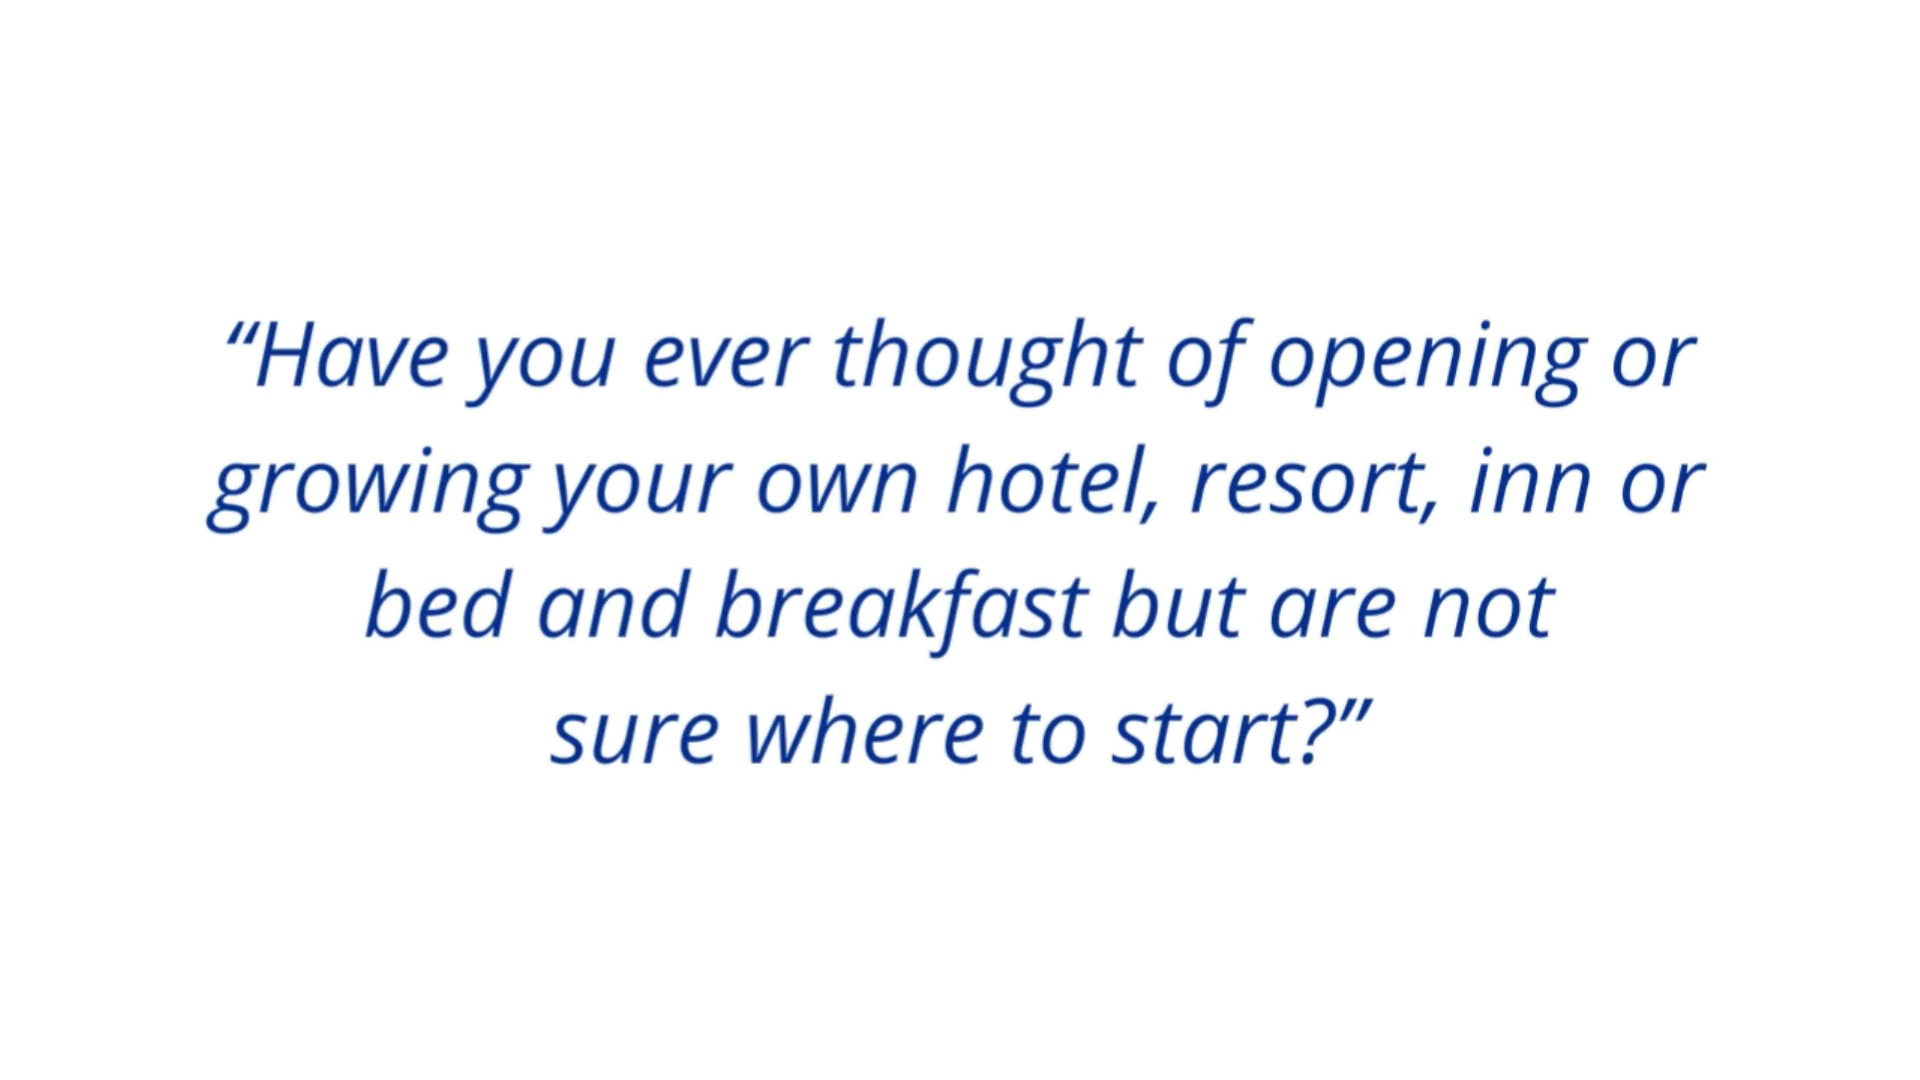 “Have you ever thought of opening or
growing your own hotel, resort, inn or
bed and breakfast but are not
sure where to start?”